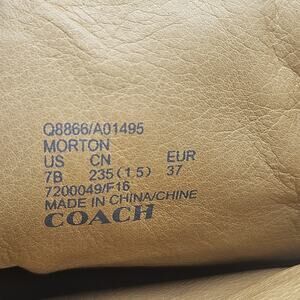 Q8866/A01495
MORTON
US CN EUR
7B 235(1.5) 37
7200049/F16
MADE IN CHINA/CHINE
COACH